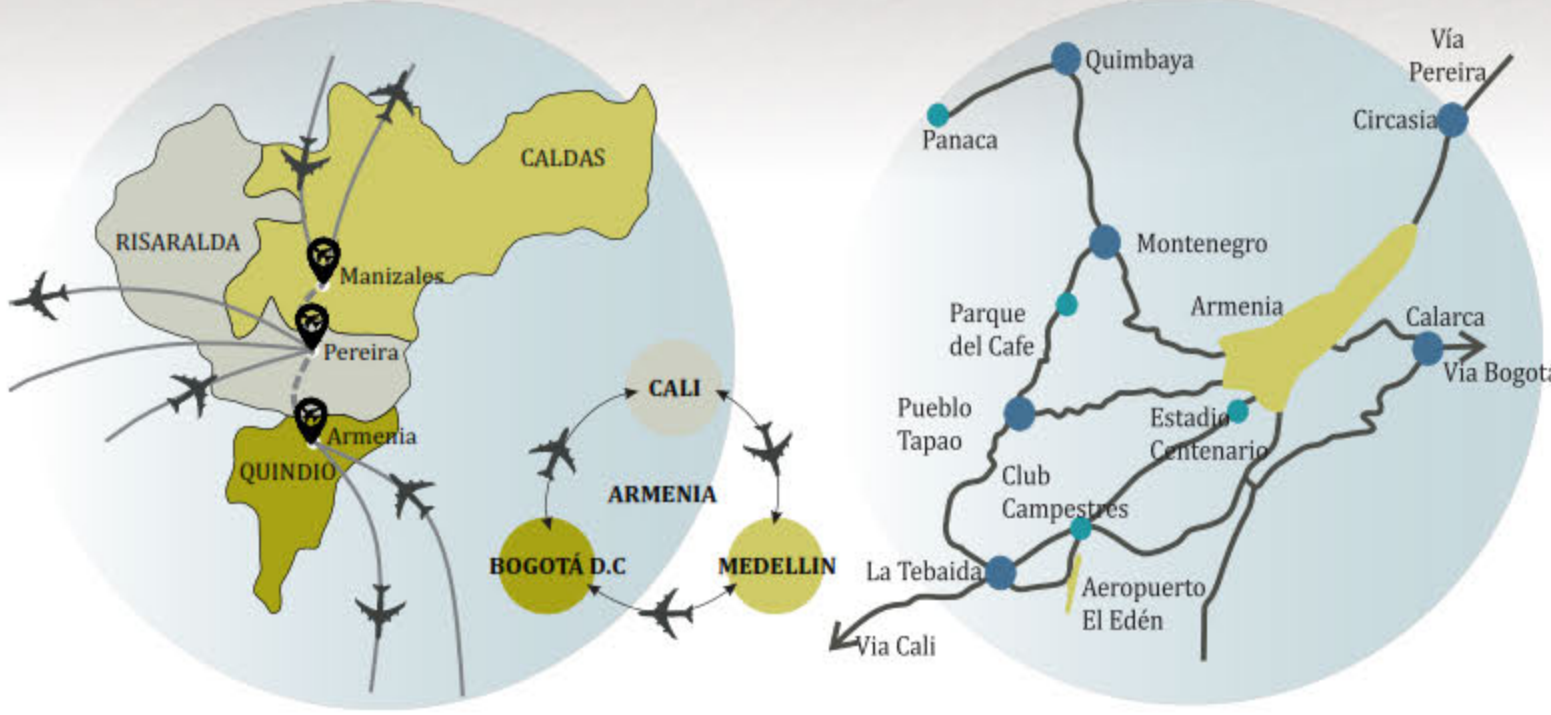 CALDAS
RISARALDA
Manizales
Pereira
Armenia
QUINDIO
CALI
ARMENIA
BOGOTÁ D.C
MEDELLIN
Quimbaya
Vía
Pereira
Circasia
Panaca
Montenegro
Armenia
Parque
del Cafe
Calarca
Via Bogota
Pueblo
Tapao
Estadio
Centenario
Club
Campestres
La Tebaida
Aeropuerto
El Edén
Via Cali